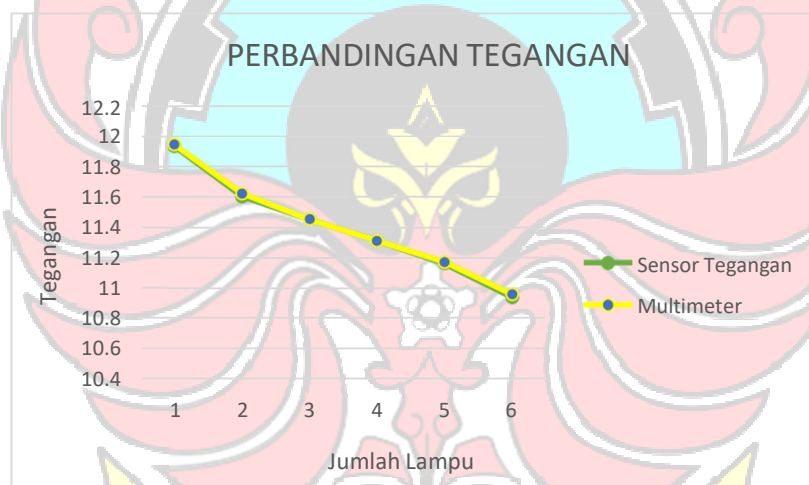 PERBANDINGAN TEGANGAN
12.2
12
11.8
11.6
11.4
11.2
11
10.8
10.6
10.4
Tegangan
1 2 3 4 5 6
Jumlah Lampu
Sensor Tegangan
Multimeter